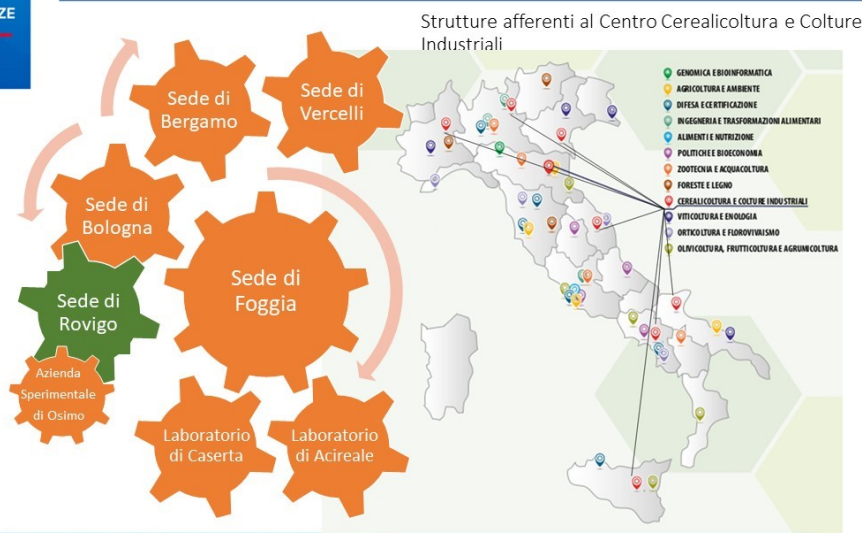 ZE
Strutture afferenti al Centro Cerealicoltura e Colture
Industriali
Sede di
Bergamo
Sede di
Vercelli
Sede di
Bologna
Sede di
Foggia
Sede di
Rovigo
Azienda
Sperimentale
di Osimo
Laboratorio
di Caserta
Laboratorio
di Acireale
GENOMICA E BIOINFORMATICA
AGRICOLTURA E AMBIENTE
DIFESA E CERTIFICAZIONE
INGEGNERIA E TRASFORMAZIONI ALIMENTARI
ALIMENTI E NUTRIZIONE
POLITICHE E BIOECONOMIA
ZOOTECNIA E ACQUACOLTURA
FORESTE E LEGNO
CEREALICOLTURA E COLTURE INDUSTRIALI
VITICOLTURA E ENOLOGIA
ORTICOLTURA E FLOROVIVAISMO
OLIVICOLTURA, FRUTTICOLTURA E AGRUMICOLTURA